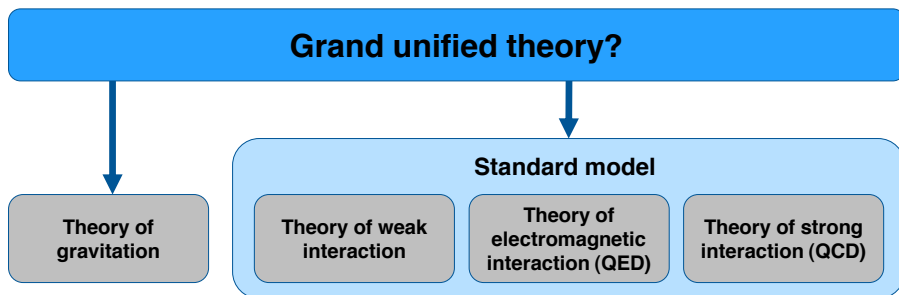 Grand unified theory?
Standard model
Theory of
gravitation
Theory of weak
interaction
Theory of
electromagnetic
interaction (QED)
Theory of strong
interaction (QCD)